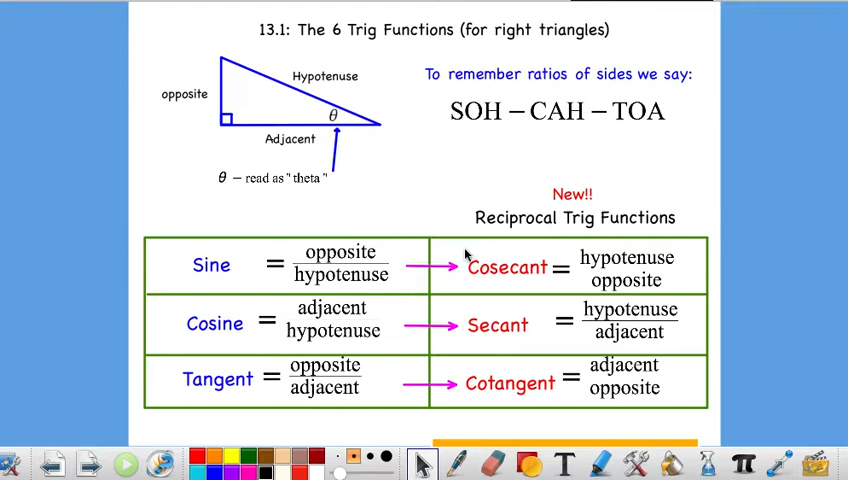 13.1: The 6 Trig Functions (for right triangles)
opposite
Hypotenuse
θ
Adjacent
θ – read as "theta"
To remember ratios of sides we say:
SOH – CAH – TOA
New!!
Reciprocal Trig Functions
Sine = opposite / hypotenuse → Cosecant = hypotenuse / opposite
Cosine = adjacent / hypotenuse → Secant = hypotenuse / adjacent
Tangent = opposite / adjacent → Cotangent = adjacent / opposite
T
π